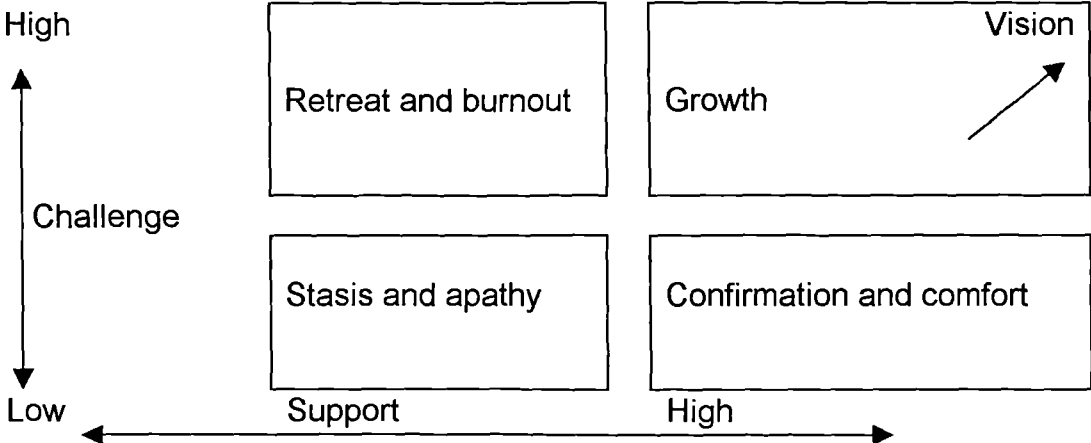 High
Vision
Retreat and burnout
Growth
Challenge
Stasis and apathy
Confirmation and comfort
Low
Support
High